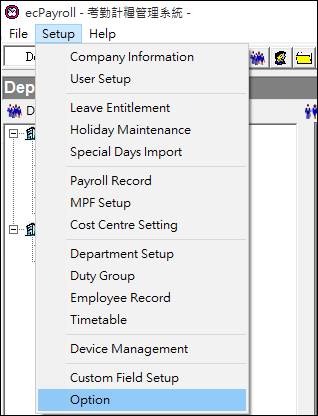 ecPayroll - 考勤計糧管理系統 -
File Setup Help
De
Company Information
User Setup
Dep
Leave Entitlement
D
Holiday Maintenance
Special Days Import
Payroll Record
MPF Setup
Cost Centre Setting
Department Setup
Duty Group
Employee Record
Timetable
Device Management
Custom Field Setup
Option